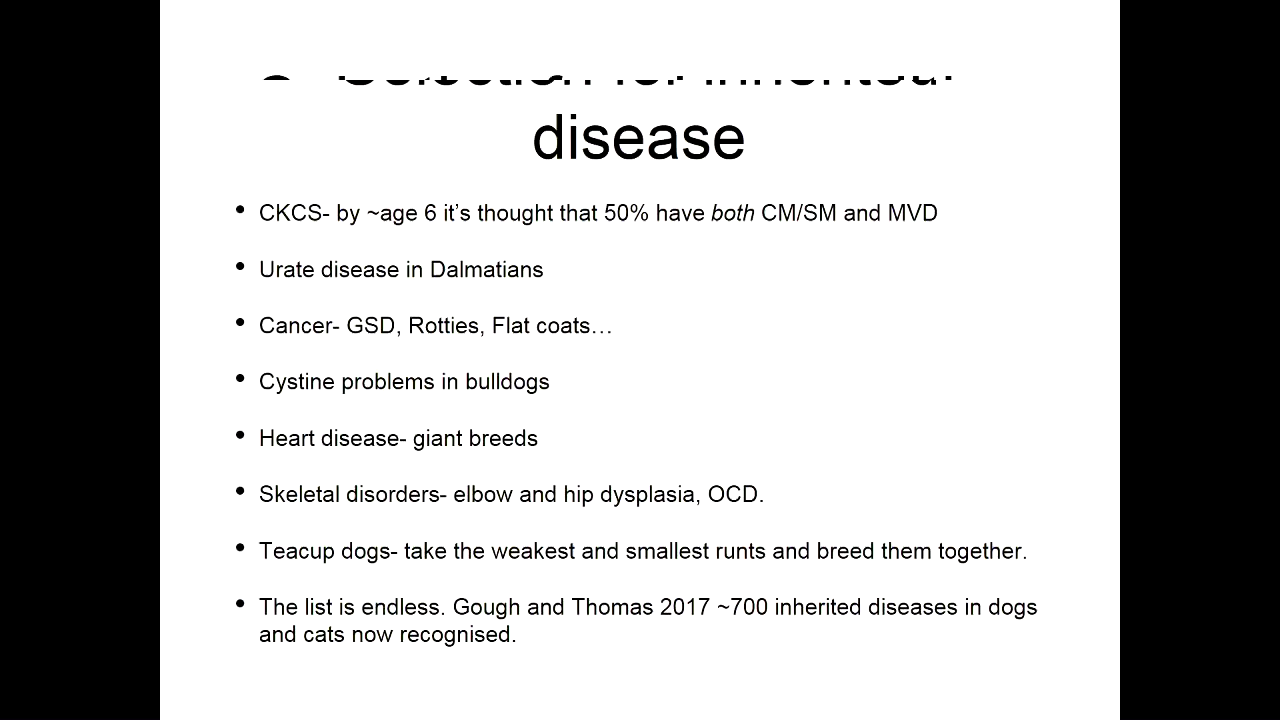 disease
• CKCS- by ~age 6 it’s thought that 50% have both CM/SM and MVD
• Urate disease in Dalmatians
• Cancer- GSD, Rotties, Flat coats…
• Cystine problems in bulldogs
• Heart disease- giant breeds
• Skeletal disorders- elbow and hip dysplasia, OCD.
• Teacup dogs- take the weakest and smallest runts and breed them together.
• The list is endless. Gough and Thomas 2017 ~700 inherited diseases in dogs
and cats now recognised.